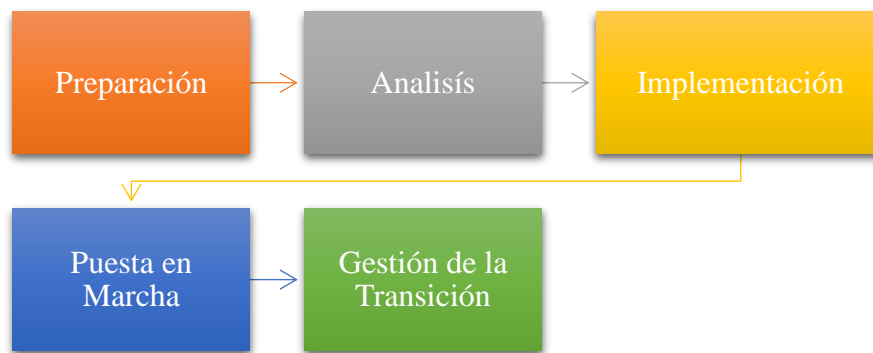 Preparación
Analisís
Implementación
Puesta en
Marcha
Gestión de la
Transición